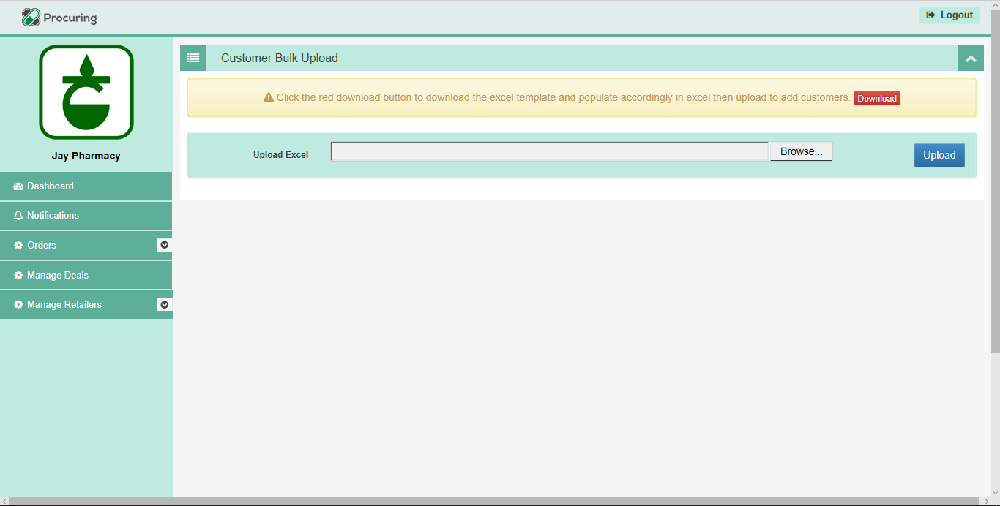 Procuring
Logout
Jay Pharmacy
Dashboard
Notifications
Orders
Manage Deals
Manage Retailers
Customer Bulk Upload
Click the red download button to download the excel template and populate accordingly in excel then upload to add customers. Download
Upload Excel Browse... Upload